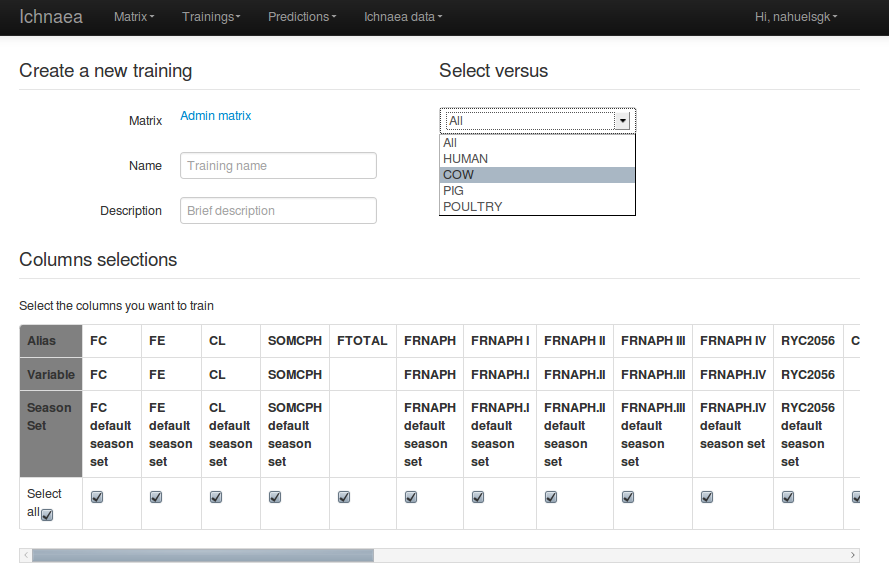 Ichnaea Matrix Trainings Predictions Ichnaea data Hi, nahuelsgk
Create a new training Select versus
Matrix Admin matrix All
All
Name Training name HUMAN
COW
PIG
Description Brief description POULTRY
Columns selections
Select the columns you want to train
Alias FC FE CL SOMCPH FTOTAL FRNAPH FRNAPH I FRNAPH II FRNAPH III FRNAPH IV RYC2056 C
Variable FC FE CL SOMCPH FRNAPH FRNAPH.I FRNAPH.II FRNAPH.III FRNAPH.IV RYC2056
Season FC FE CL SOMCPH FRNAPH FRNAPH.I FRNAPH.II FRNAPH.III FRNAPH.IV RYC2056
Set default default default default default default default default default default
season season season season season season season season season set season
set set set set set set set set set
Select
all